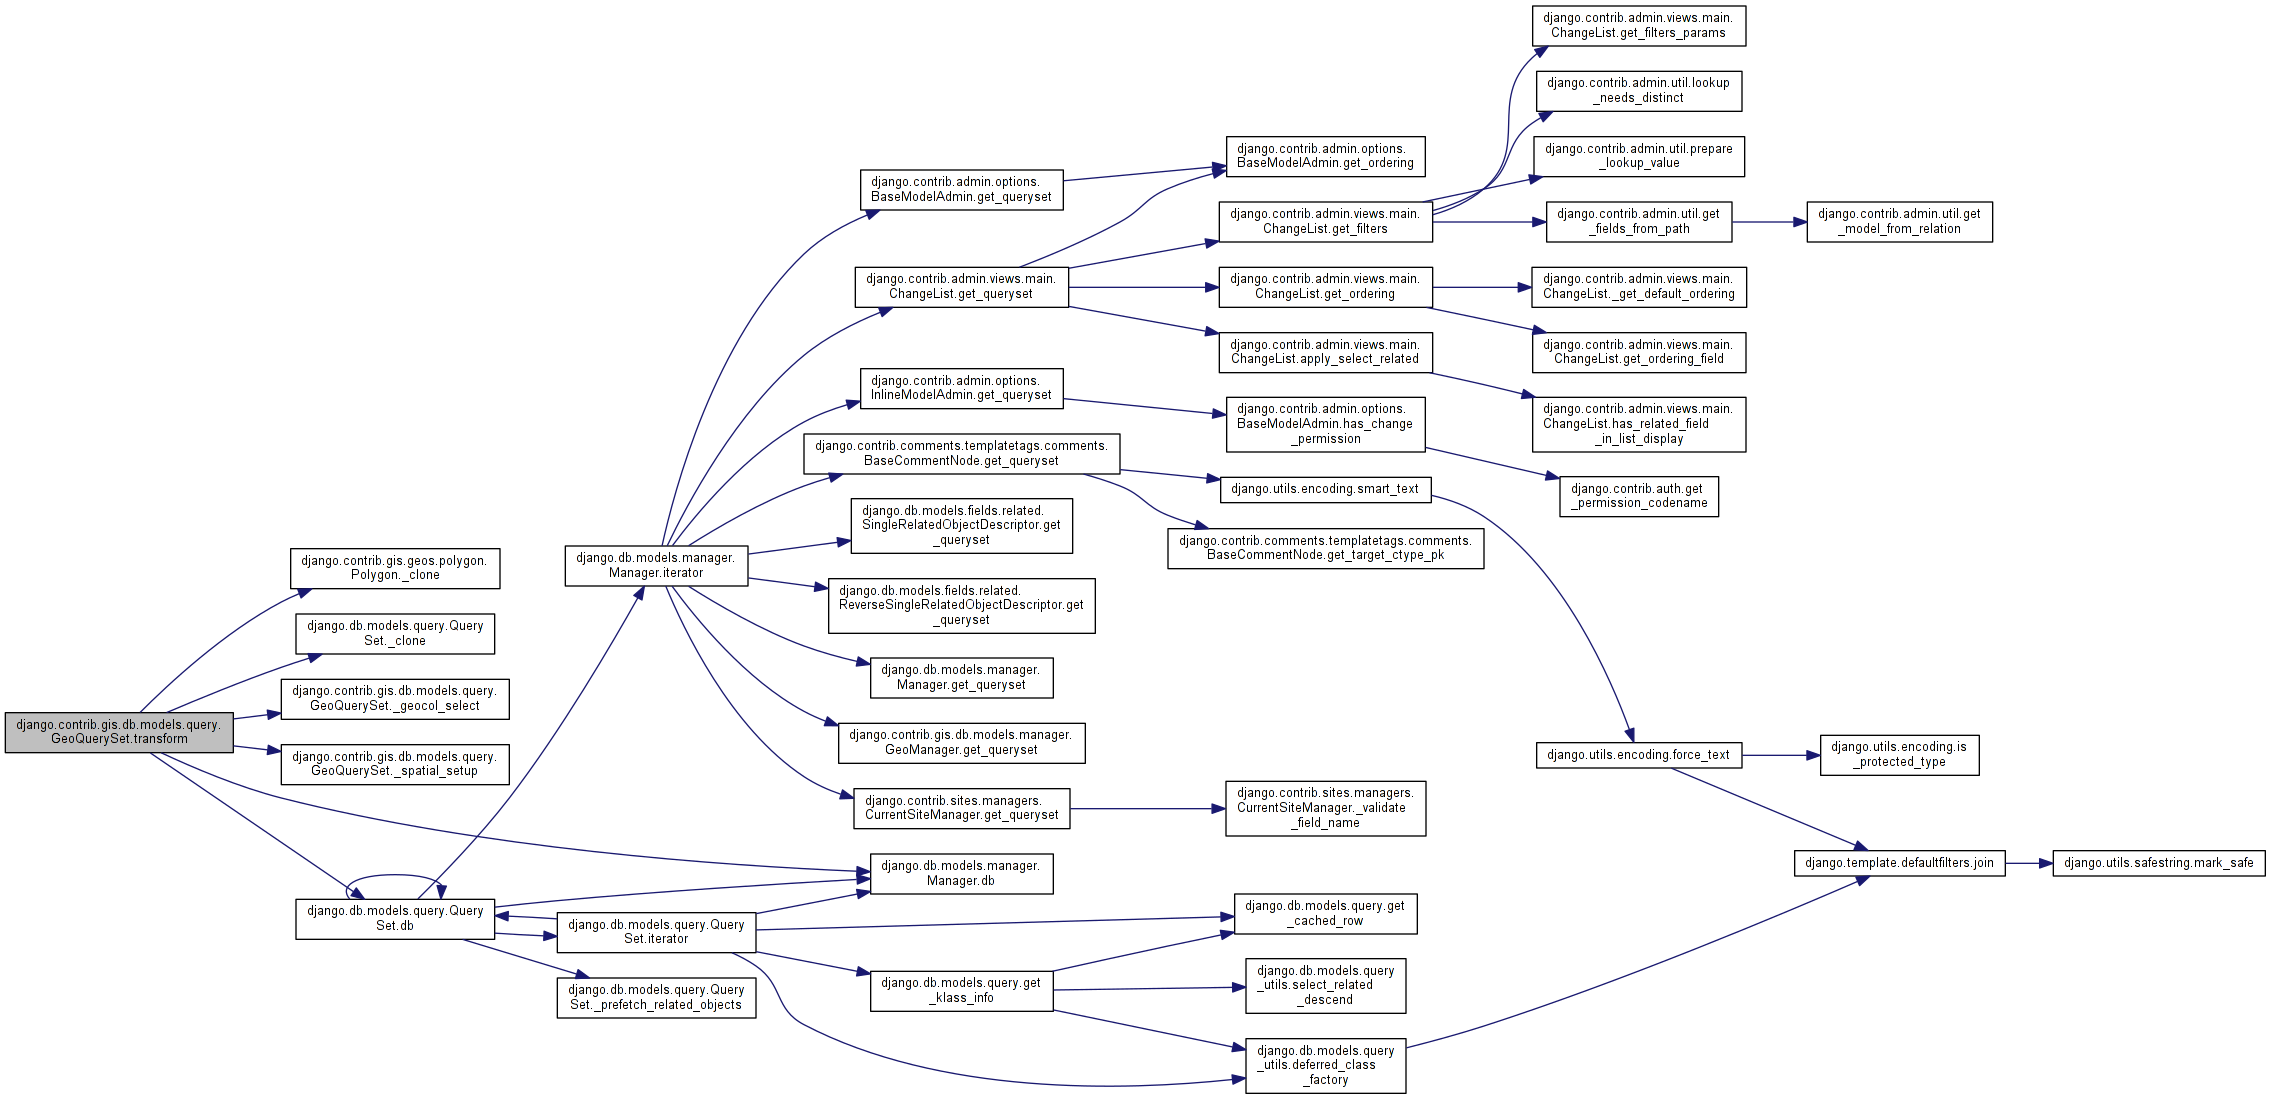 django.contrib.gis.db.models.query.
GeoQuerySet.transform
django.contrib.gis.geos.polygon.
Polygon._clone
django.db.models.query.Query
Set._clone
django.contrib.gis.db.models.query.
GeoQuerySet._geocol_select
django.contrib.gis.db.models.query.
GeoQuerySet._spatial_setup
django.db.models.query.Query
Set.db
django.db.models.manager.
Manager.iterator
django.db.models.query.Query
Set.iterator
django.db.models.query.Query
Set._prefetch_related_objects
django.contrib.admin.options.
BaseModelAdmin.get_queryset
django.contrib.admin.views.main.
ChangeList.get_queryset
django.contrib.admin.options.
InlineModelAdmin.get_queryset
django.contrib.comments.templatetags.comments.
BaseCommentNode.get_queryset
django.db.models.fields.related.
SingleRelatedObjectDescriptor.get
_queryset
django.db.models.fields.related.
ReverseSingleRelatedObjectDescriptor.get
_queryset
django.db.models.manager.
Manager.get_queryset
django.contrib.gis.db.models.manager.
GeoManager.get_queryset
django.contrib.sites.managers.
CurrentSiteManager.get_queryset
django.db.models.manager.
Manager.db
django.db.models.query.get
_klass_info
django.contrib.admin.options.
BaseModelAdmin.get_ordering
django.contrib.admin.views.main.
ChangeList.get_filters
django.contrib.admin.views.main.
ChangeList.get_ordering
django.contrib.admin.views.main.
ChangeList.apply_select_related
django.contrib.admin.options.
BaseModelAdmin.has_change
_permission
django.utils.encoding.smart_text
django.contrib.comments.templatetags.comments.
BaseCommentNode.get_target_ctype_pk
django.contrib.sites.managers.
CurrentSiteManager._validate
_field_name
django.db.models.query.get
_cached_row
django.db.models.query
_utils.select_related
_descend
django.db.models.query
_utils.deferred_class
_factory
django.contrib.admin.views.main.
ChangeList.get_filters_params
django.contrib.admin.util.lookup
_needs_distinct
django.contrib.admin.util.prepare
_lookup_value
django.contrib.admin.util.get
_fields_from_path
django.contrib.admin.views.main.
ChangeList._get_default_ordering
django.contrib.admin.views.main.
ChangeList.get_ordering_field
django.contrib.admin.views.main.
ChangeList.has_related_field
_in_list_display
django.contrib.auth.get
_permission_codename
django.utils.encoding.force_text
django.contrib.admin.util.get
_model_from_relation
django.utils.encoding.is
_protected_type
django.template.defaultfilters.join
django.utils.safestring.mark_safe